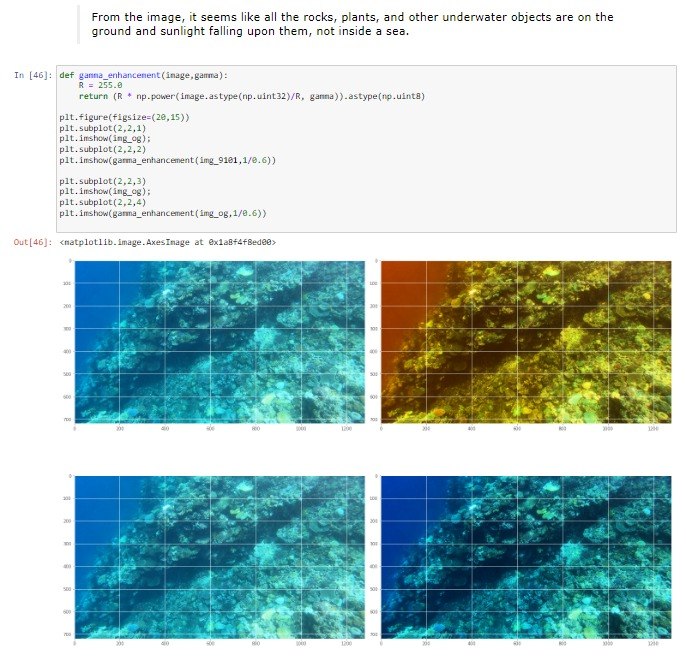 From the image, it seems like all the rocks, plants, and other underwater objects are on the
ground and sunlight falling upon them, not inside a sea.
In [46]: def gamma_enhancement(image,gamma):
R = 255.0
return (R * np.power(image.astype(np.uint32)/R, gamma)).astype(np.uint8)
plt.figure(figsize=(20,15))
plt.subplot(2,2,1)
plt.imshow(img_og);
plt.subplot(2,2,2)
plt.imshow(gamma_enhancement(img_9101,1/0.6))
plt.subplot(2,2,3)
plt.imshow(img_og);
plt.subplot(2,2,4)
plt.imshow(gamma_enhancement(img_og,1/0.6))
Out[46]: <matplotlib.image.AxesImage at 0x1a8f4f8ed00>
0 0
100 100
200 200
300 300
400 400
500 500
600 600
700 700
0 200 400 600 800 1000 1200 0 200 400 600 800 1000 1200
0 0
100 100
200 200
300 300
400 400
500 500
600 600
700 700
0 200 400 600 800 1000 1200 0 200 400 600 800 1000 1200